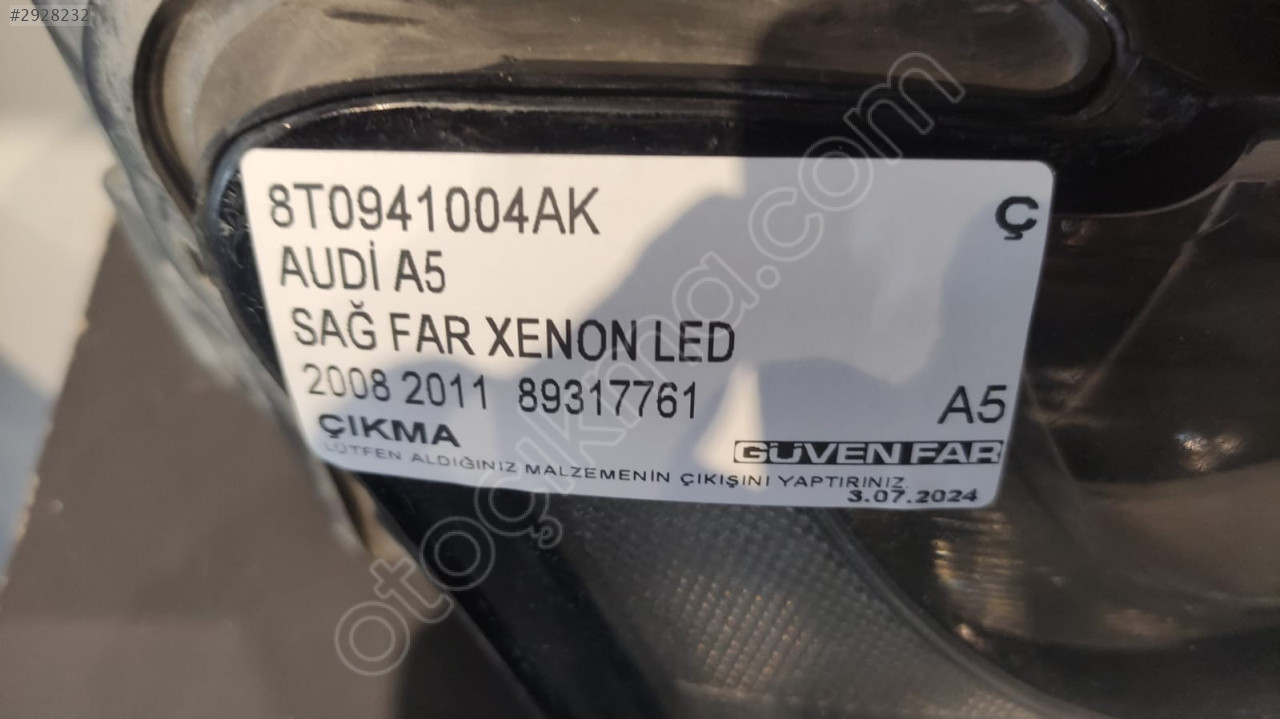 #2928232
8T0941004AK
Ç
AUDİ A5
SAĞ FAR XENON LED
2008 2011 89317761
A5
ÇIKMA
GÜVEN FAR
LÜTFEN ALDIĞINIZ MALZEMENİN ÇIKIŞINI YAPTIRINIZ.
3.07.2024
otoçıkma.com